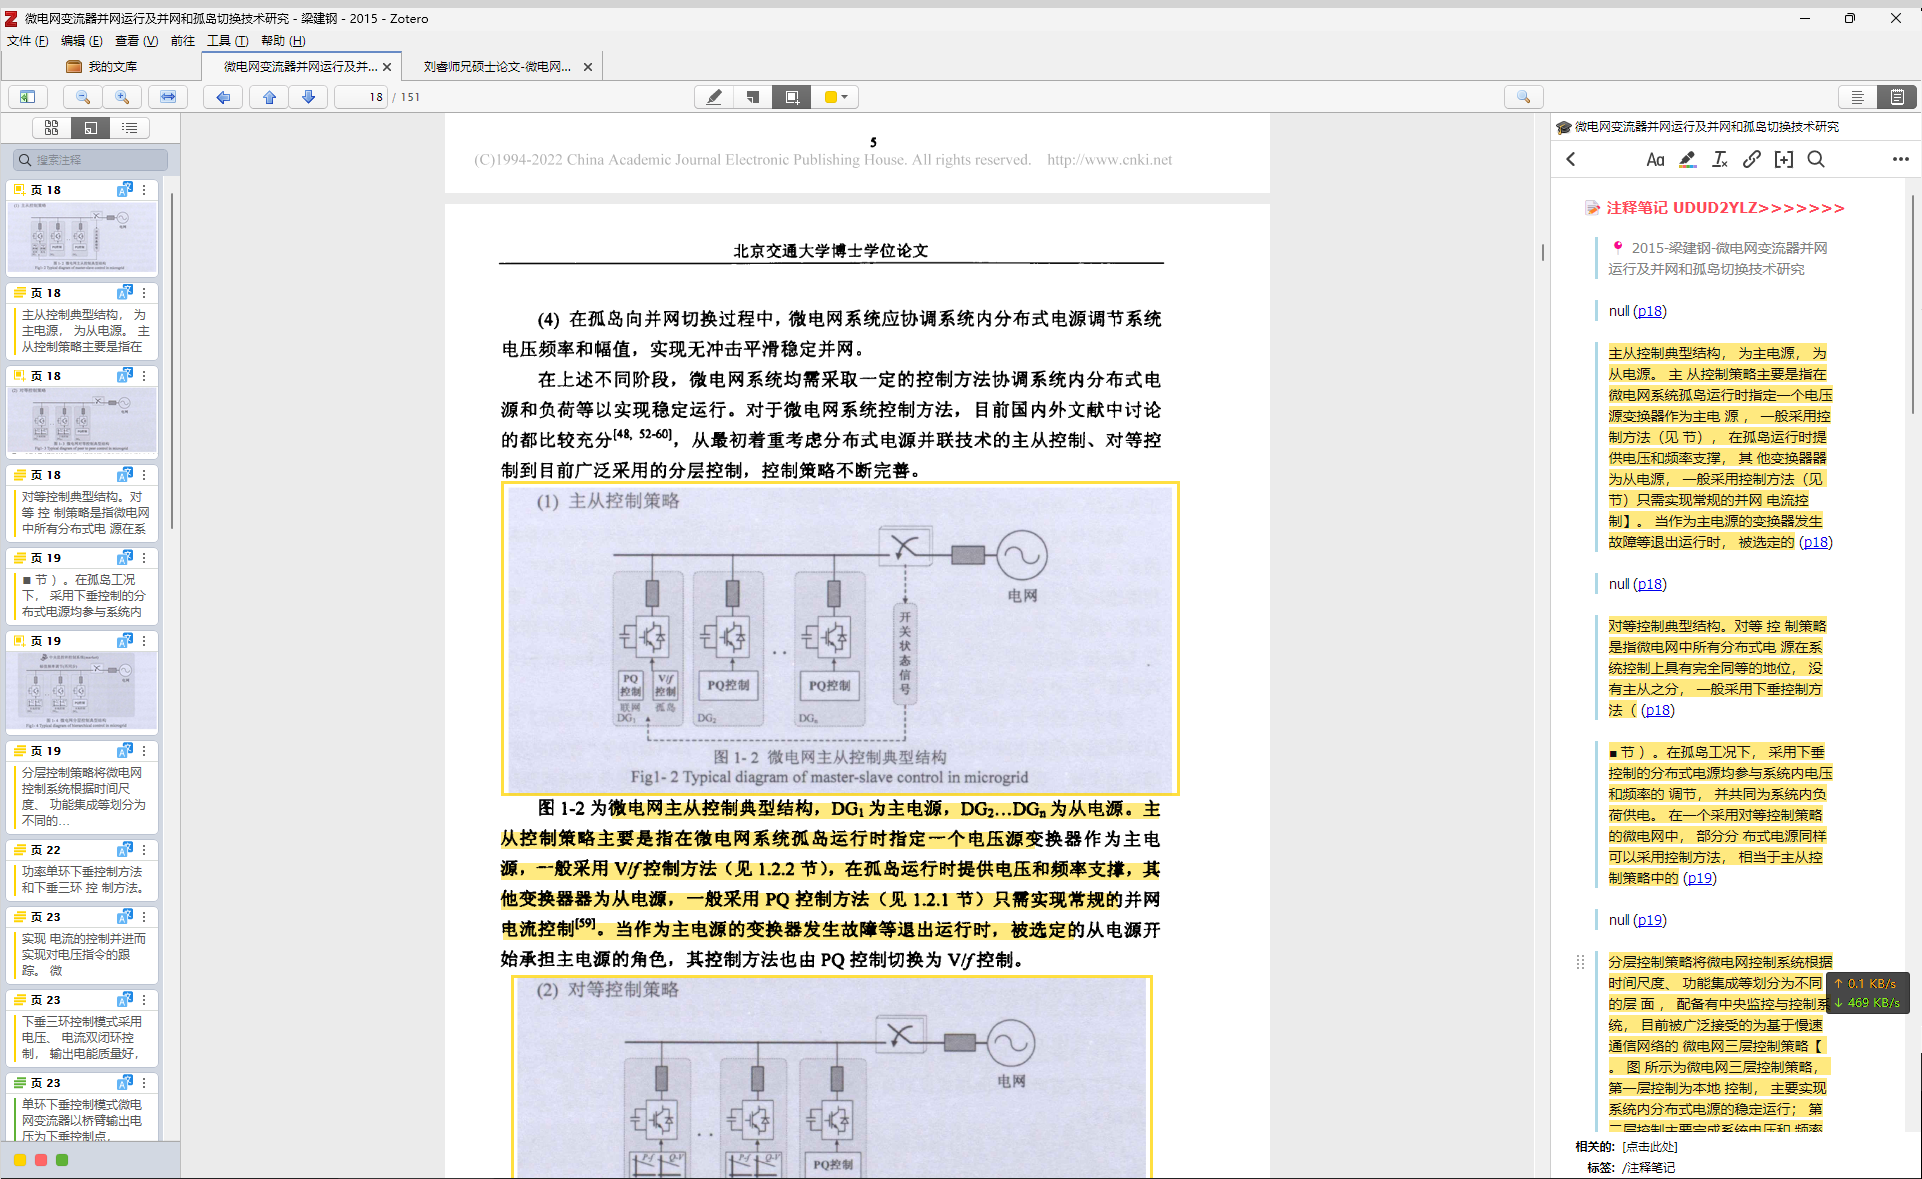 微电网变流器并网运行及并网和孤岛切换技术研究 - 梁建钢 - 2015 - Zotero
文件 (F) 编辑 (E) 查看 (V) 前往 工具 (T) 帮助 (H)
我的文库
微电网变流器并网运行及并...
刘睿师兄硕士论文-微电网...
18 / 151
搜索注释
页 18
页 18
主从控制典型结构， 为
主电源， 为从电源。 主
从控制策略主要是指在
页 18
页 18
对等控制典型结构。对
等 控 制策略是指微电网
中所有分布式电 源在系
页 19
■ 节 ）。在孤岛工况
下， 采用下垂控制的分
布式电源均参与系统内
页 19
页 19
分层控制策略将微电网
控制系统根据时间尺
度、 功能集成等划分为
不同的...
页 22
功率单环下垂控制方法
和下垂三环 控 制方法。
页 23
实现 电流的控制并进而
实现对电压指令的跟
踪。 微
页 23
下垂三环控制模式采用
电压、 电流双闭环控
制， 输出电能质量好，
页 23
单环下垂控制模式微电
网变流器以桥臂输出电
压为下垂控制点，
5
(C)1994-2022 China Academic Journal Electronic Publishing House. All rights reserved. http://www.cnki.net
北京交通大学博士学位论文
(4) 在孤岛向并网切换过程中，微电网系统应协调系统内分布式电源调节系统
电压频率和幅值，实现无冲击平滑稳定并网。
在上述不同阶段，微电网系统均需采取一定的控制方法协调系统内分布式电
源和负荷等以实现稳定运行。对于微电网系统控制方法，目前国内外文献中讨论
的都比较充分[48, 52-60]，从最初着重考虑分布式电源并联技术的主从控制、对等控
制到目前广泛采用的分层控制，控制策略不断完善。
(1) 主从控制策略
电网
开关状态信号
PQ控制 V/f控制 PQ控制 PQ控制
联网 孤岛
DG1 DG2 DGn
图 1- 2 微电网主从控制典型结构
Fig1- 2 Typical diagram of master-slave control in microgrid
图 1-2 为微电网主从控制典型结构，DG1 为主电源，DG2…DGn 为从电源。主
从控制策略主要是指在微电网系统孤岛运行时指定一个电压源变换器作为主电
源，一般采用 V/f 控制方法（见 1.2.2 节），在孤岛运行时提供电压和频率支撑，其
他变换器器为从电源，一般采用 PQ 控制方法（见 1.2.1 节）只需实现常规的并网
电流控制[59]。当作为主电源的变换器发生故障等退出运行时，被选定的从电源开
始承担主电源的角色，其控制方法也由 PQ 控制切换为 V/f 控制。
(2) 对等控制策略
电网
P-f Q-V P-f Q-V PQ控制
微电网变流器并网运行及并网和孤岛切换技术研究
注释笔记 UDUD2YLZ>>>>>>>
2015-梁建钢-微电网变流器并网
运行及并网和孤岛切换技术研究
null (p18)
主从控制典型结构， 为主电源， 为
从电源。 主 从控制策略主要是指在
微电网系统孤岛运行时指定一个电压
源变换器作为主电 源 ， 一般采用控
制方法（见 节）， 在孤岛运行时提
供电压和频率支撑， 其 他变换器器
为从电源， 一般采用控制方法（见
节）只需实现常规的并网 电流控
制】。 当作为主电源的变换器发生
故障等退出运行时， 被选定的 (p18)
null (p18)
对等控制典型结构。对等 控 制策略
是指微电网中所有分布式电 源在系
统控制上具有完全同等的地位， 没
有主从之分， 一般采用下垂控制方
法（ (p18)
■ 节 ）。在孤岛工况下， 采用下垂
控制的分布式电源均参与系统内电压
和频率的 调节， 并共同为系统内负
荷供电。 在一个采用对等控制策略
的微电网中， 部分分 布式电源同样
可以采用控制方法， 相当于主从控
制策略中的 (p19)
null (p19)
分层控制策略将微电网控制系统根据
时间尺度、 功能集成等划分为不同
的层 面 ， 配备有中央监控与控制系
统， 目前被广泛接受的为基于慢速
通信网络的 微电网三层控制策略【
。 图 所示为微电网三层控制策略，
第一层控制为本地 控制， 主要实现
系统内分布式电源的稳定运行； 第
二层控制主要完成系统电压和 频率
↑ 0.1 KB/s
↓ 469 KB/s
相关的: [点击此处]
标签: /注释笔记